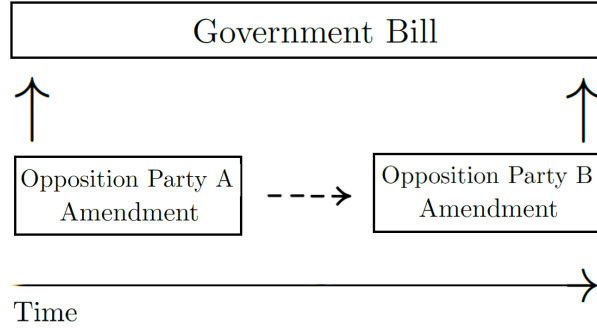 Government Bill
Opposition Party A
Amendment
Opposition Party B
Amendment
Time